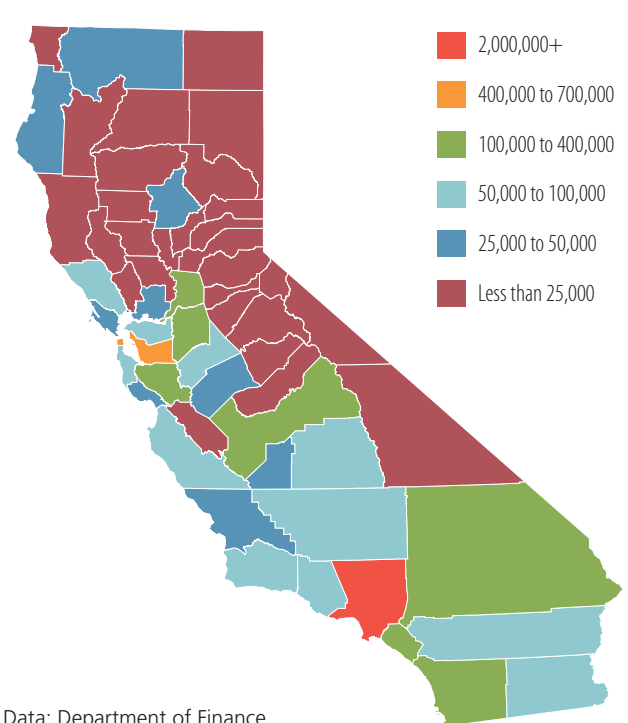 2,000,000+
400,000 to 700,000
100,000 to 400,000
50,000 to 100,000
25,000 to 50,000
Less than 25,000
Data: Department of Finance